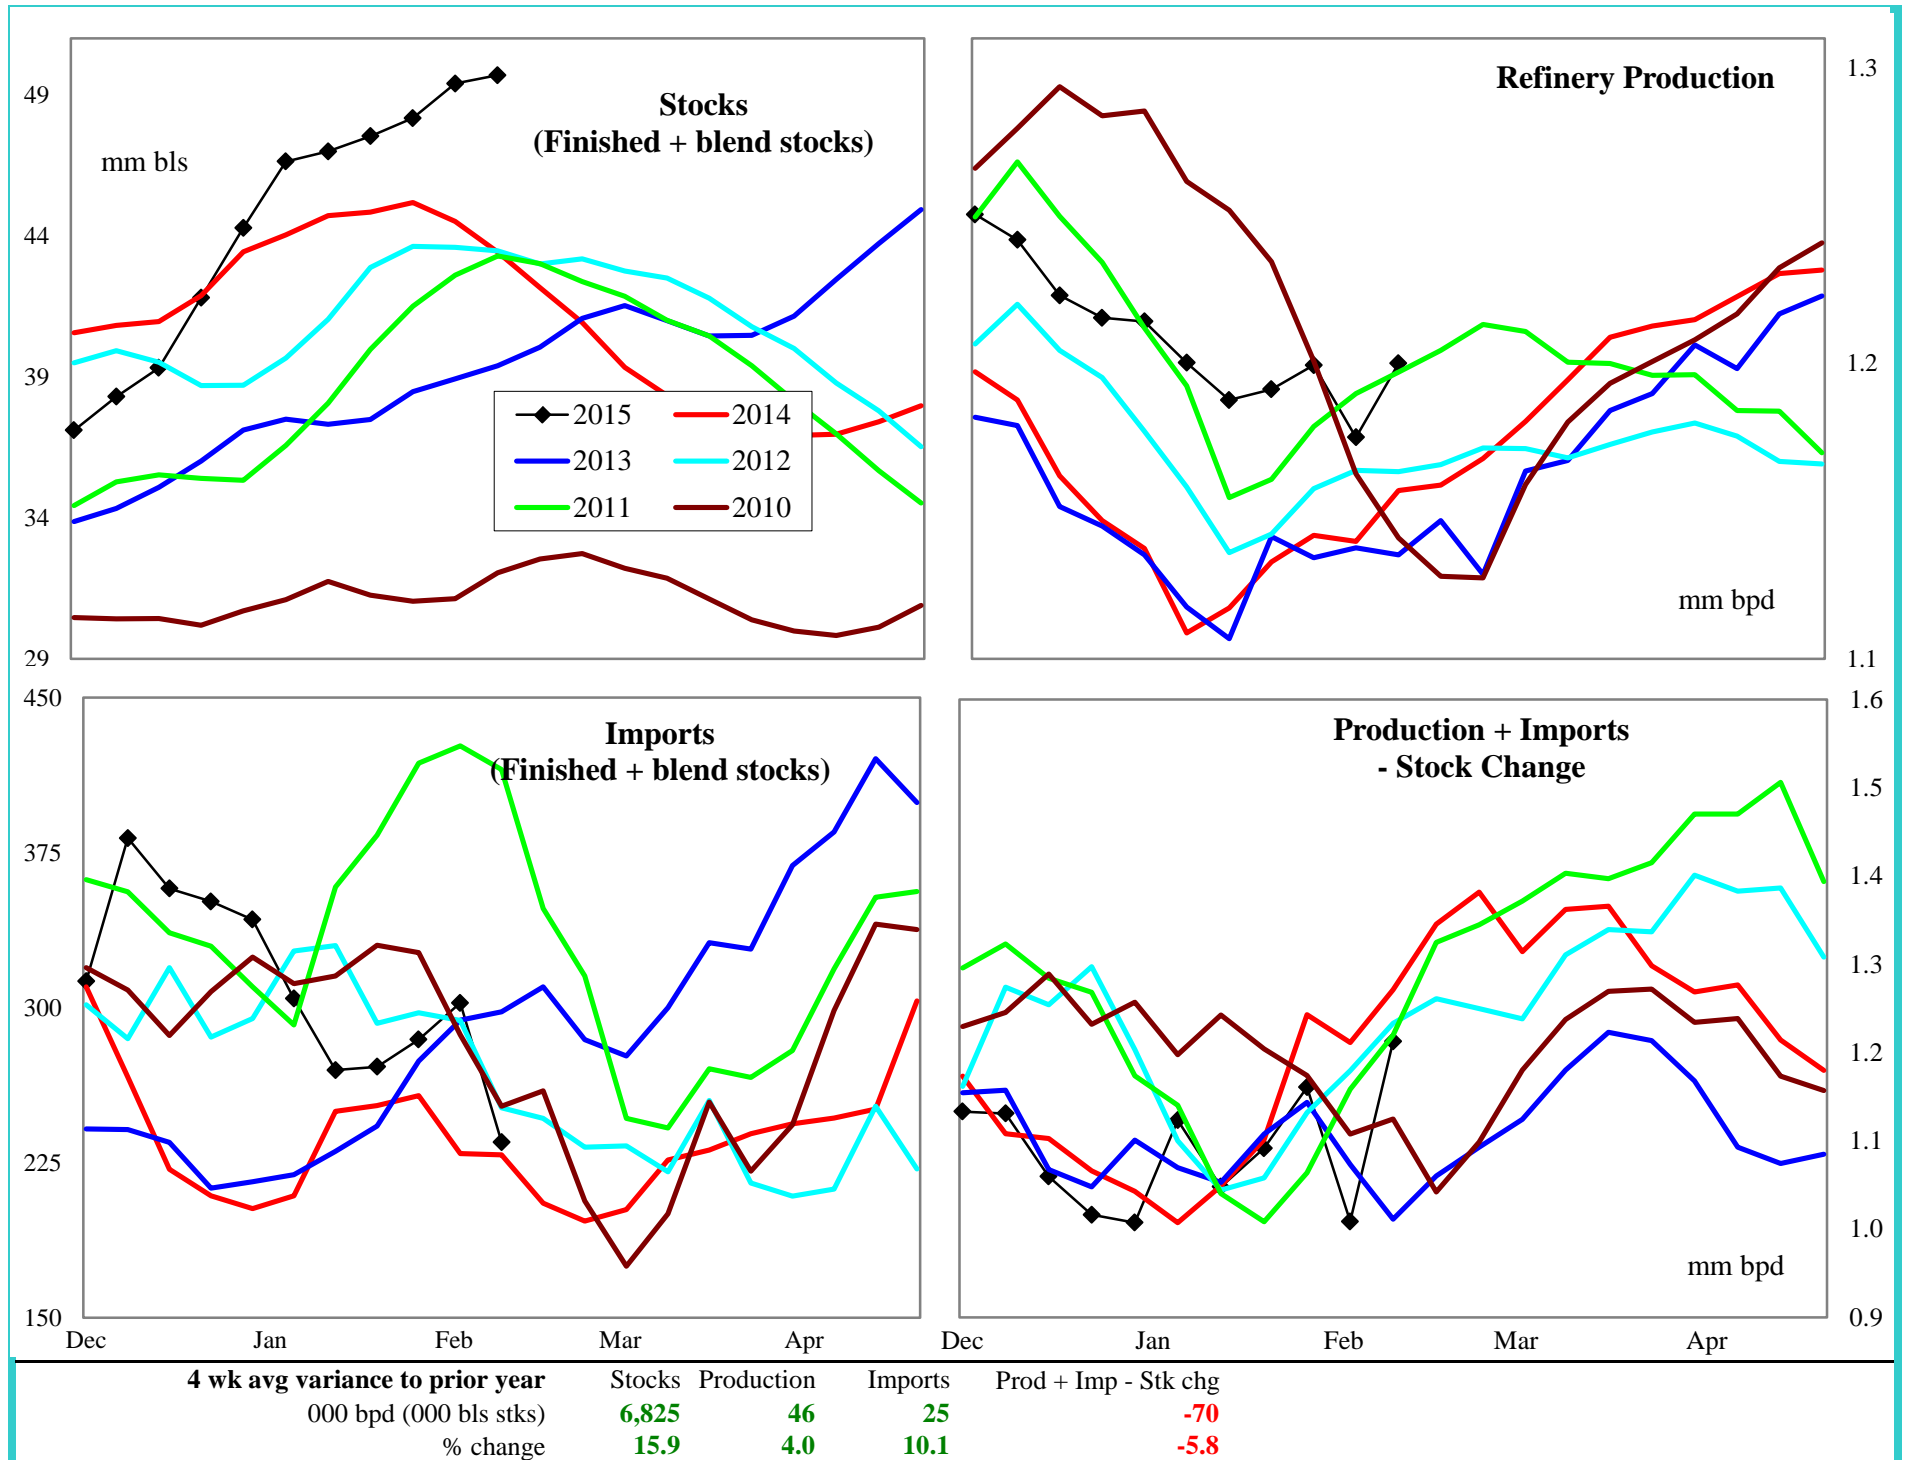 Stocks
(Finished + blend stocks)
mm bls
49
44
39
34
29
2015
2014
2013
2012
2011
2010
Refinery Production
mm bpd
1.3
1.2
1.1
Imports
(Finished + blend stocks)
450
375
300
225
150
Dec Jan Feb Mar Apr
Production + Imports
- Stock Change
mm bpd
1.6
1.5
1.4
1.3
1.2
1.1
1.0
0.9
Dec Jan Feb Mar Apr
4 wk avg variance to prior year Stocks Production Imports Prod + Imp - Stk chg
000 bpd (000 bls stks) 6,825 46 25 -70
% change 15.9 4.0 10.1 -5.8